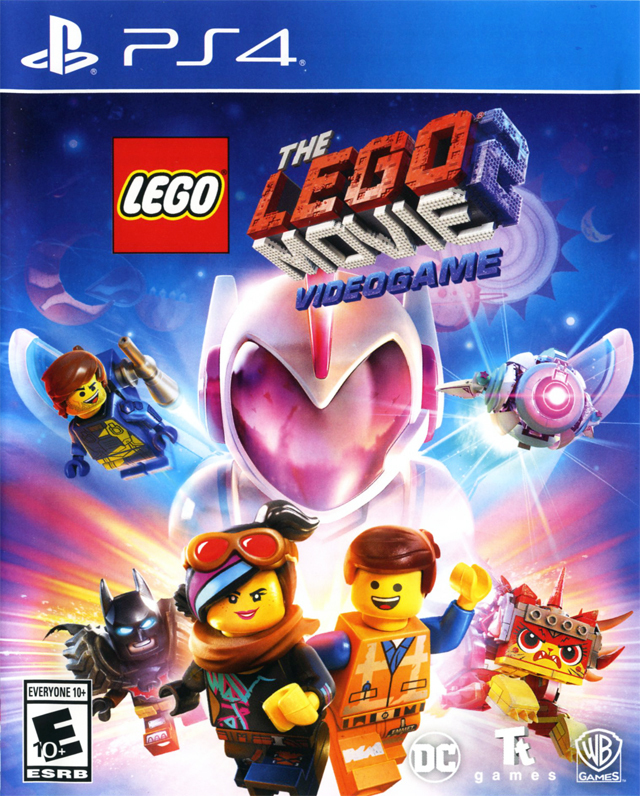 PS4
LEGO
THE
LEGO
MOVIE 2
VIDEOGAME
EVERYONE 10+
E
10+
ESRB
DC
Tt
games
WB
GAMES